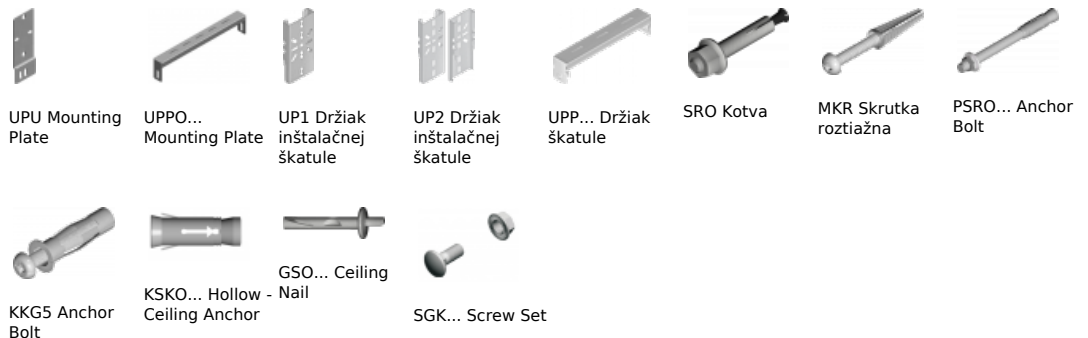 UPU Mounting
Plate
UPPO...
Mounting Plate
UP1 Držiak
inštalačnej
škatule
UP2 Držiak
inštalačnej
škatule
UPP... Držiak
škatule
SRO Kotva
MKR Skrutka
roztiažna
PSRO... Anchor
Bolt
KKG5 Anchor
Bolt
KSKO... Hollow -
Ceiling Anchor
GSO... Ceiling
Nail
SGK... Screw Set